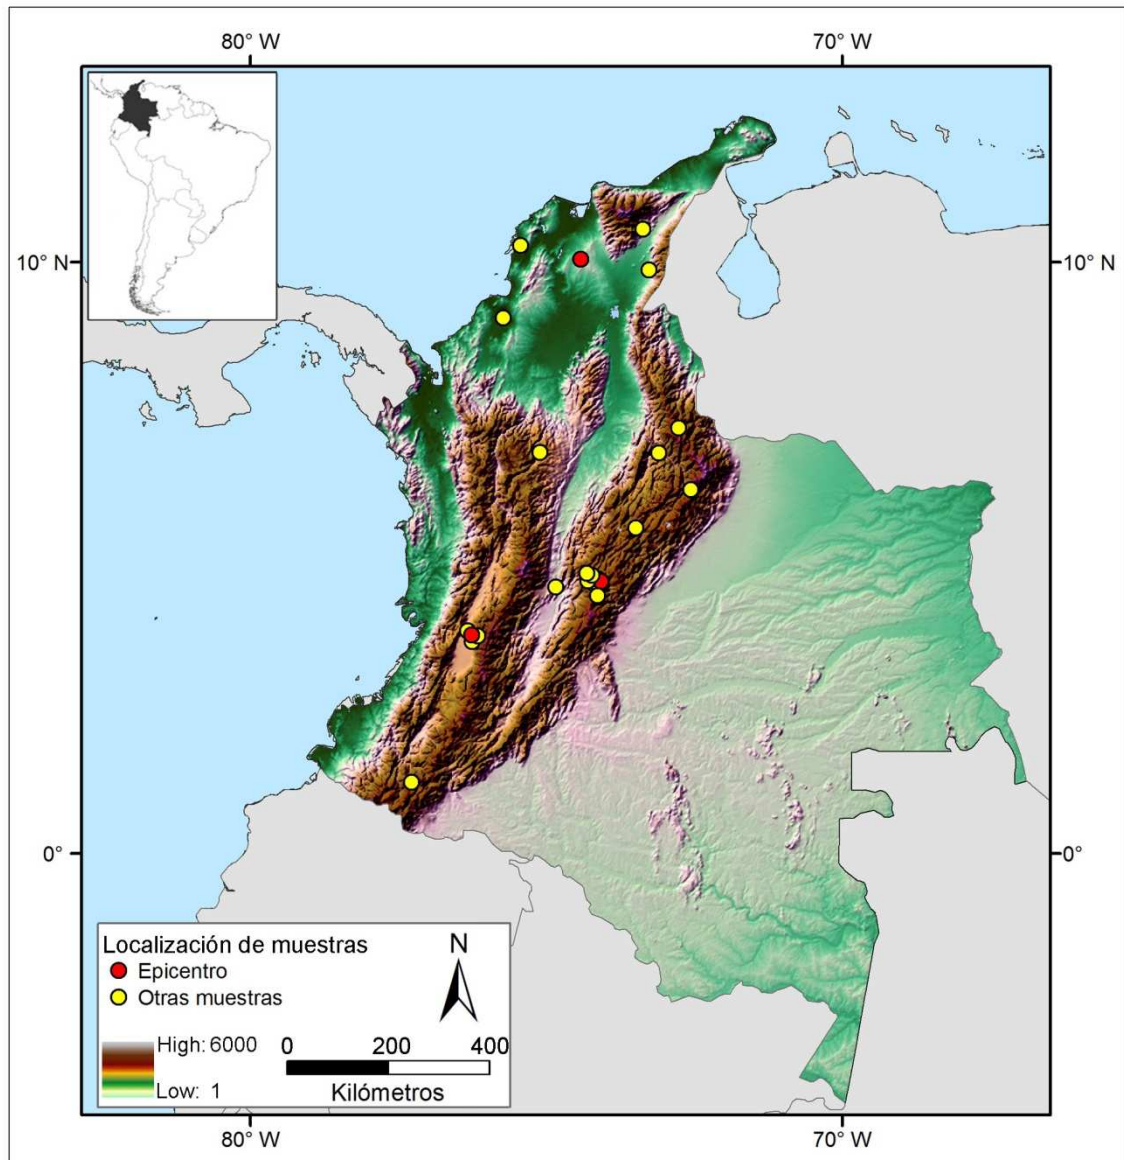 80° W
70° W
10° N
10° N
0°
0°
Localización de muestras
Epicentro
Otras muestras
N
High: 6000
Low: 1
0
200
400
Kilómetros
80° W
70° W